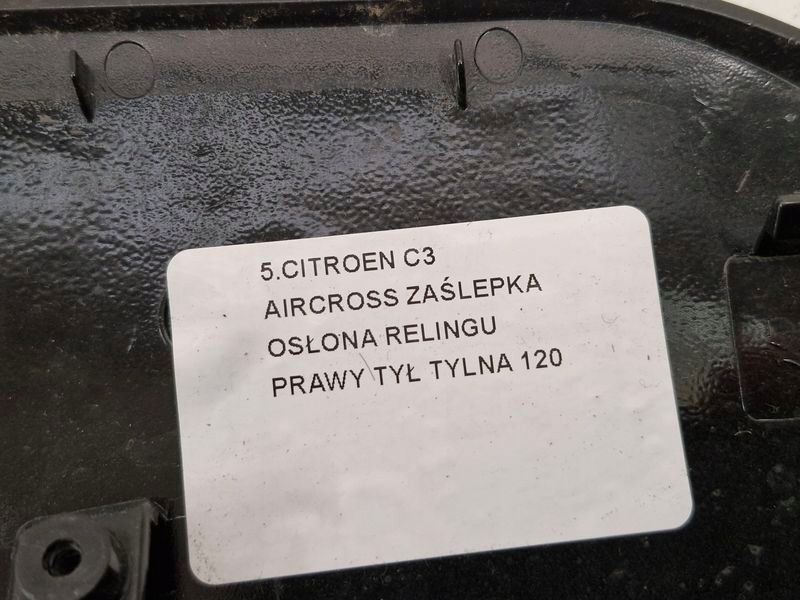 5.CITROEN C3
AIRCROSS ZAŚLEPKA
OSŁONA RELINGU
PRAWY TYŁ TYLNA 120